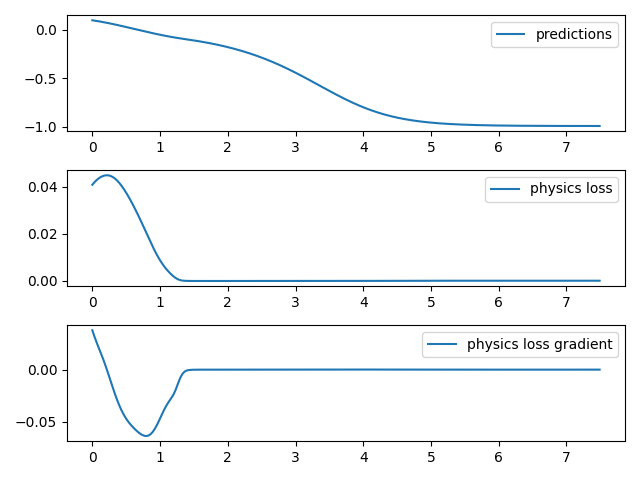 predictions
0.0
−0.5
−1.0
0 1 2 3 4 5 6 7
physics loss
0.04
0.02
0.00
0 1 2 3 4 5 6 7
physics loss gradient
0.00
−0.05
0 1 2 3 4 5 6 7